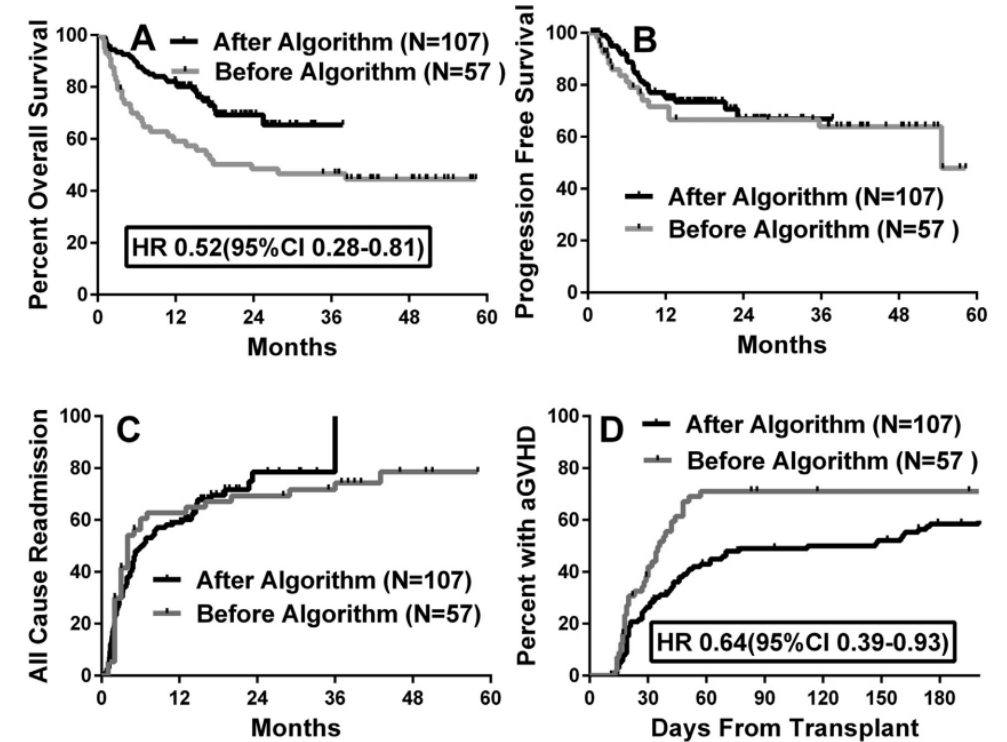 A
After Algorithm (N=107)
Before Algorithm (N=57 )
Percent Overall Survival
100
80
60
40
20
0
HR 0.52(95%CI 0.28-0.81)
0 12 24 36 48 60
Months
B
Progression Free Survival
100
80
60
40
20
0
After Algorithm (N=107)
Before Algorithm (N=57 )
0 12 24 36 48 60
Months
C
All Cause Readmission
100
80
60
40
20
0
After Algorithm (N=107)
Before Algorithm (N=57)
0 12 24 36 48 60
Months
D
After Algorithm (N=107)
Before Algorithm (N=57 )
Percent with aGVHD
100
80
60
40
20
0
HR 0.64(95%CI 0.39-0.93)
0 30 60 90 120 150 180
Days From Transplant